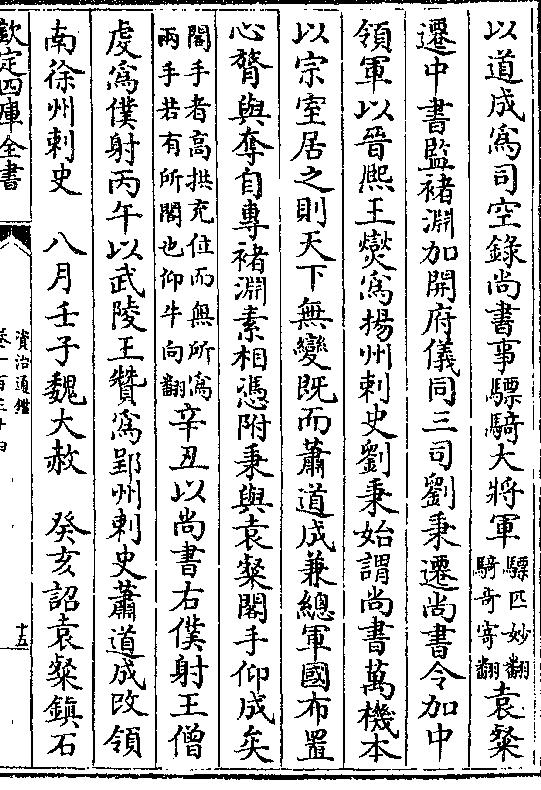 以道成爲司空錄尚書事驃騎大將軍驃匹妙翻騎奇寄翻袁粲
遷中書監褚淵加開府儀同三司劉秉遷尚書令加中
領軍以晉熙王燮爲揚州刺史劉秉始謂尚書萬機本
以宗室居之則天下無變既而蕭道成兼總軍國布置
心膂與奪自專褚淵素相憑附秉與袁粲閣手仰成矣
閣手者高拱充位而無所爲兩手若有所閣也仰牛向翻辛丑以尚書右僕射王僧
虔爲僕射丙午以武陵王贊爲郢州刺史蕭道成改領
南徐州刺史 八月壬子魏大赦 癸亥詔袁粲鎮石
欽定四庫全書
資治通鑑
卷一百三十四
十五